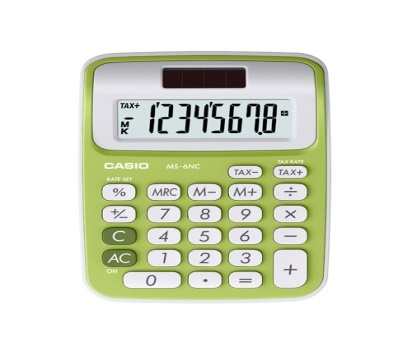 TAX+
− M K 12345678.
CASIO MS-6NC TAX RATE
RATE SET TAX− TAX+
% MRC M− M+ ÷
+/− 7 8 9 ×
C 4 5 6 −
AC 1 2 3 +
ON 0 · =